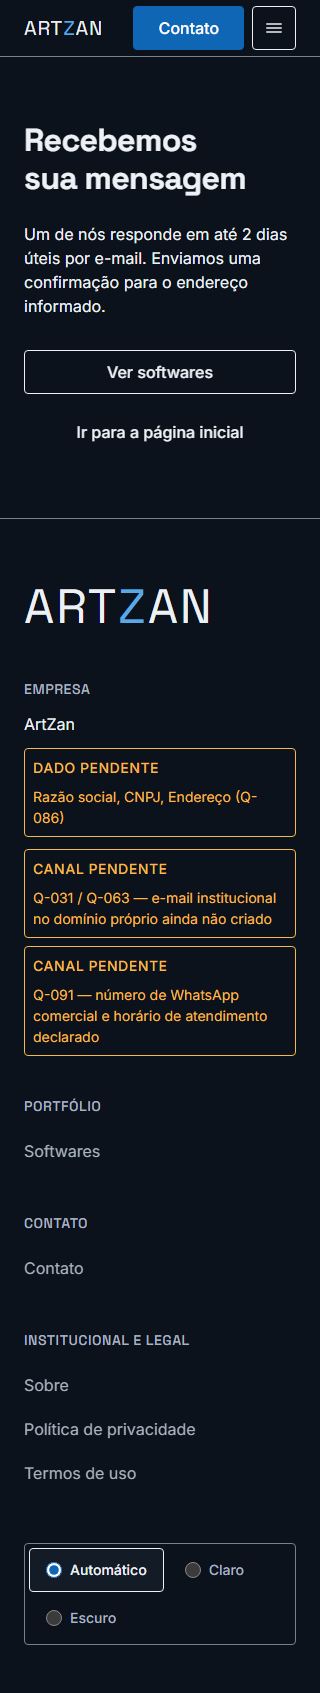 ARTZAN
Contato
Recebemos
sua mensagem
Um de nós responde em até 2 dias
úteis por e-mail. Enviamos uma
confirmação para o endereço
informado.
Ver softwares
Ir para a página inicial
ARTZAN
EMPRESA
ArtZan
DADO PENDENTE
Razão social, CNPJ, Endereço (Q-
086)
CANAL PENDENTE
Q-031 / Q-063 — e-mail institucional
no domínio próprio ainda não criado
CANAL PENDENTE
Q-091 — número de WhatsApp
comercial e horário de atendimento
declarado
PORTFÓLIO
Softwares
CONTATO
Contato
INSTITUCIONAL E LEGAL
Sobre
Política de privacidade
Termos de uso
Automático
Claro
Escuro